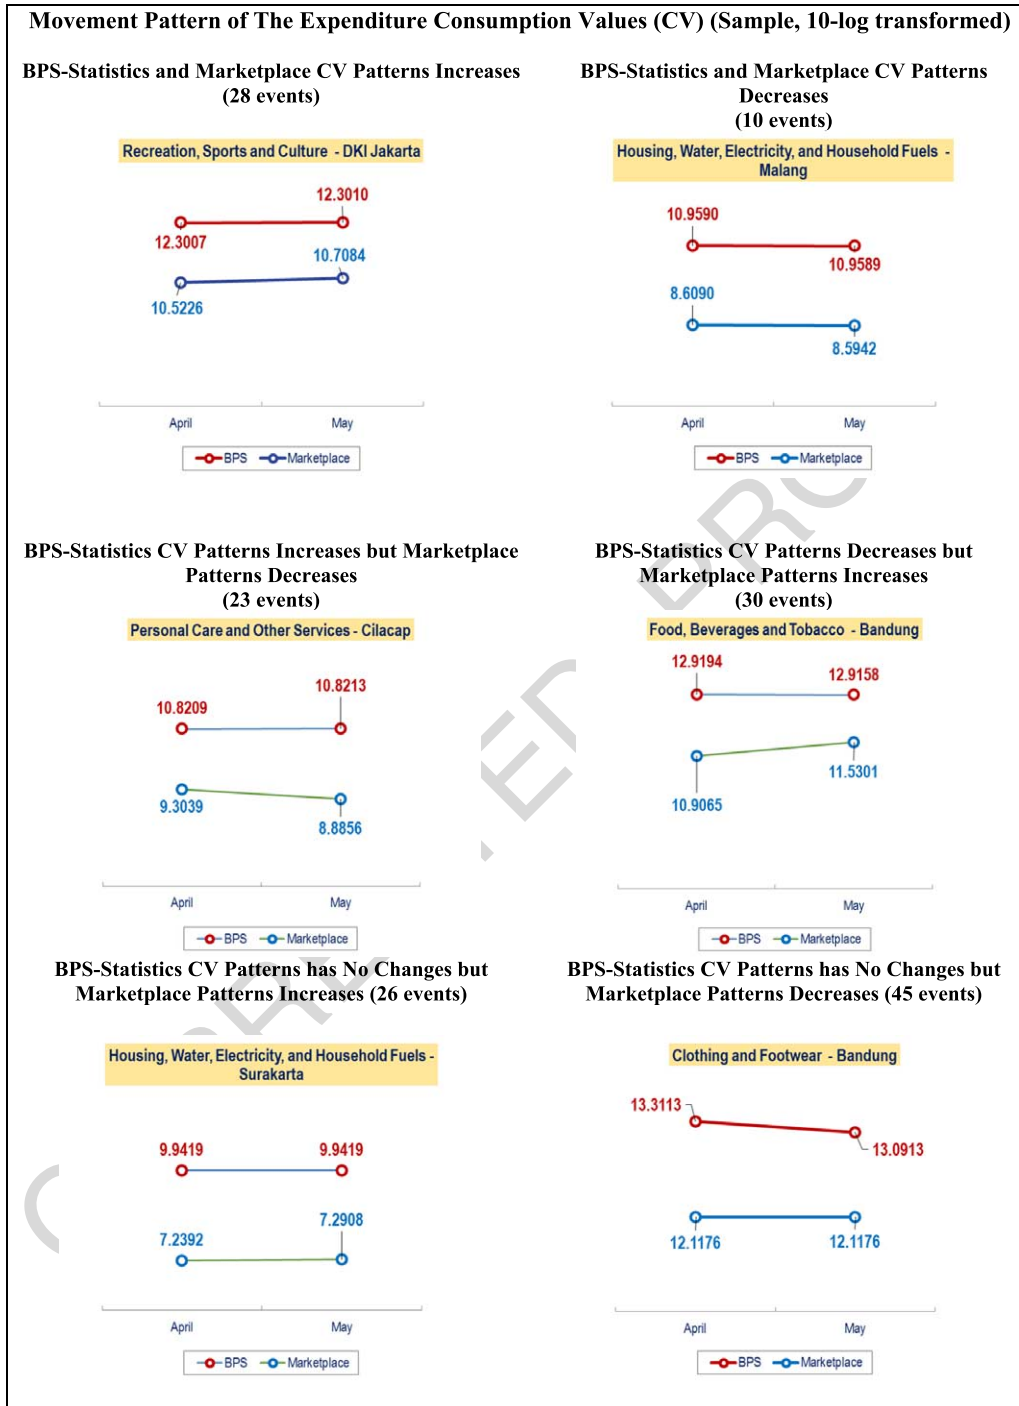 Movement Pattern of The Expenditure Consumption Values (CV) (Sample, 10-log transformed)
BPS-Statistics and Marketplace CV Patterns Increases
(28 events)
Recreation, Sports and Culture - DKI Jakarta
12.3010
12.3007
10.7084
10.5226
April May
BPS Marketplace
BPS-Statistics and Marketplace CV Patterns
Decreases
(10 events)
Housing, Water, Electricity, and Household Fuels -
Malang
10.9590
10.9589
8.6090
8.5942
April May
BPS Marketplace
BPS-Statistics CV Patterns Increases but Marketplace
Patterns Decreases
(23 events)
Personal Care and Other Services - Cilacap
10.8213
10.8209
9.3039
8.8856
April May
BPS Marketplace
BPS-Statistics CV Patterns Decreases but
Marketplace Patterns Increases
(30 events)
Food, Beverages and Tobacco - Bandung
12.9194
12.9158
11.5301
10.9065
April May
BPS Marketplace
BPS-Statistics CV Patterns has No Changes but
Marketplace Patterns Increases (26 events)
Housing, Water, Electricity, and Household Fuels -
Surakarta
9.9419 9.9419
7.2908
7.2392
April May
BPS Marketplace
BPS-Statistics CV Patterns has No Changes but
Marketplace Patterns Decreases (45 events)
Clothing and Footwear - Bandung
13.3113
13.0913
12.1176 12.1176
April May
BPS Marketplace